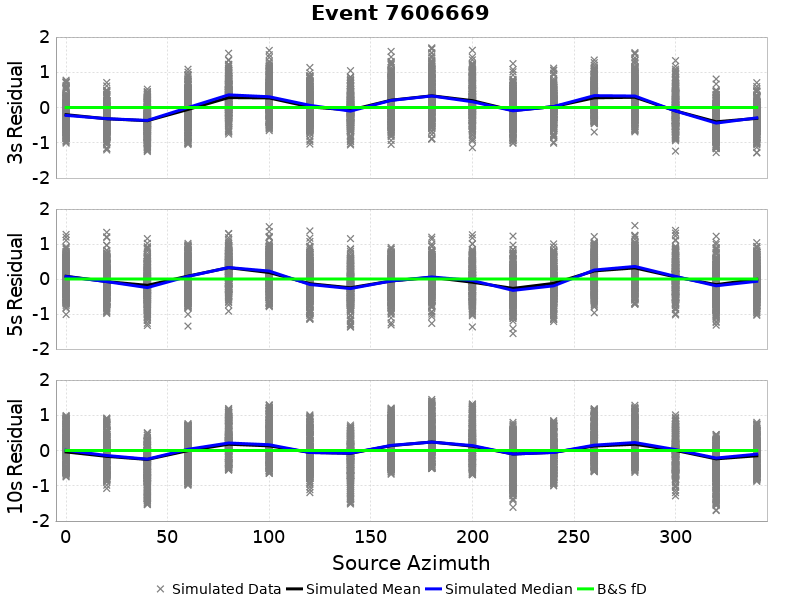 Event 7606669
2
1
0
-1
-2
3s Residual
2
1
0
-1
-2
5s Residual
2
1
0
-1
-2
10s Residual
0 50 100 150 200 250 300
Source Azimuth
Simulated Data Simulated Mean Simulated Median B&S fD